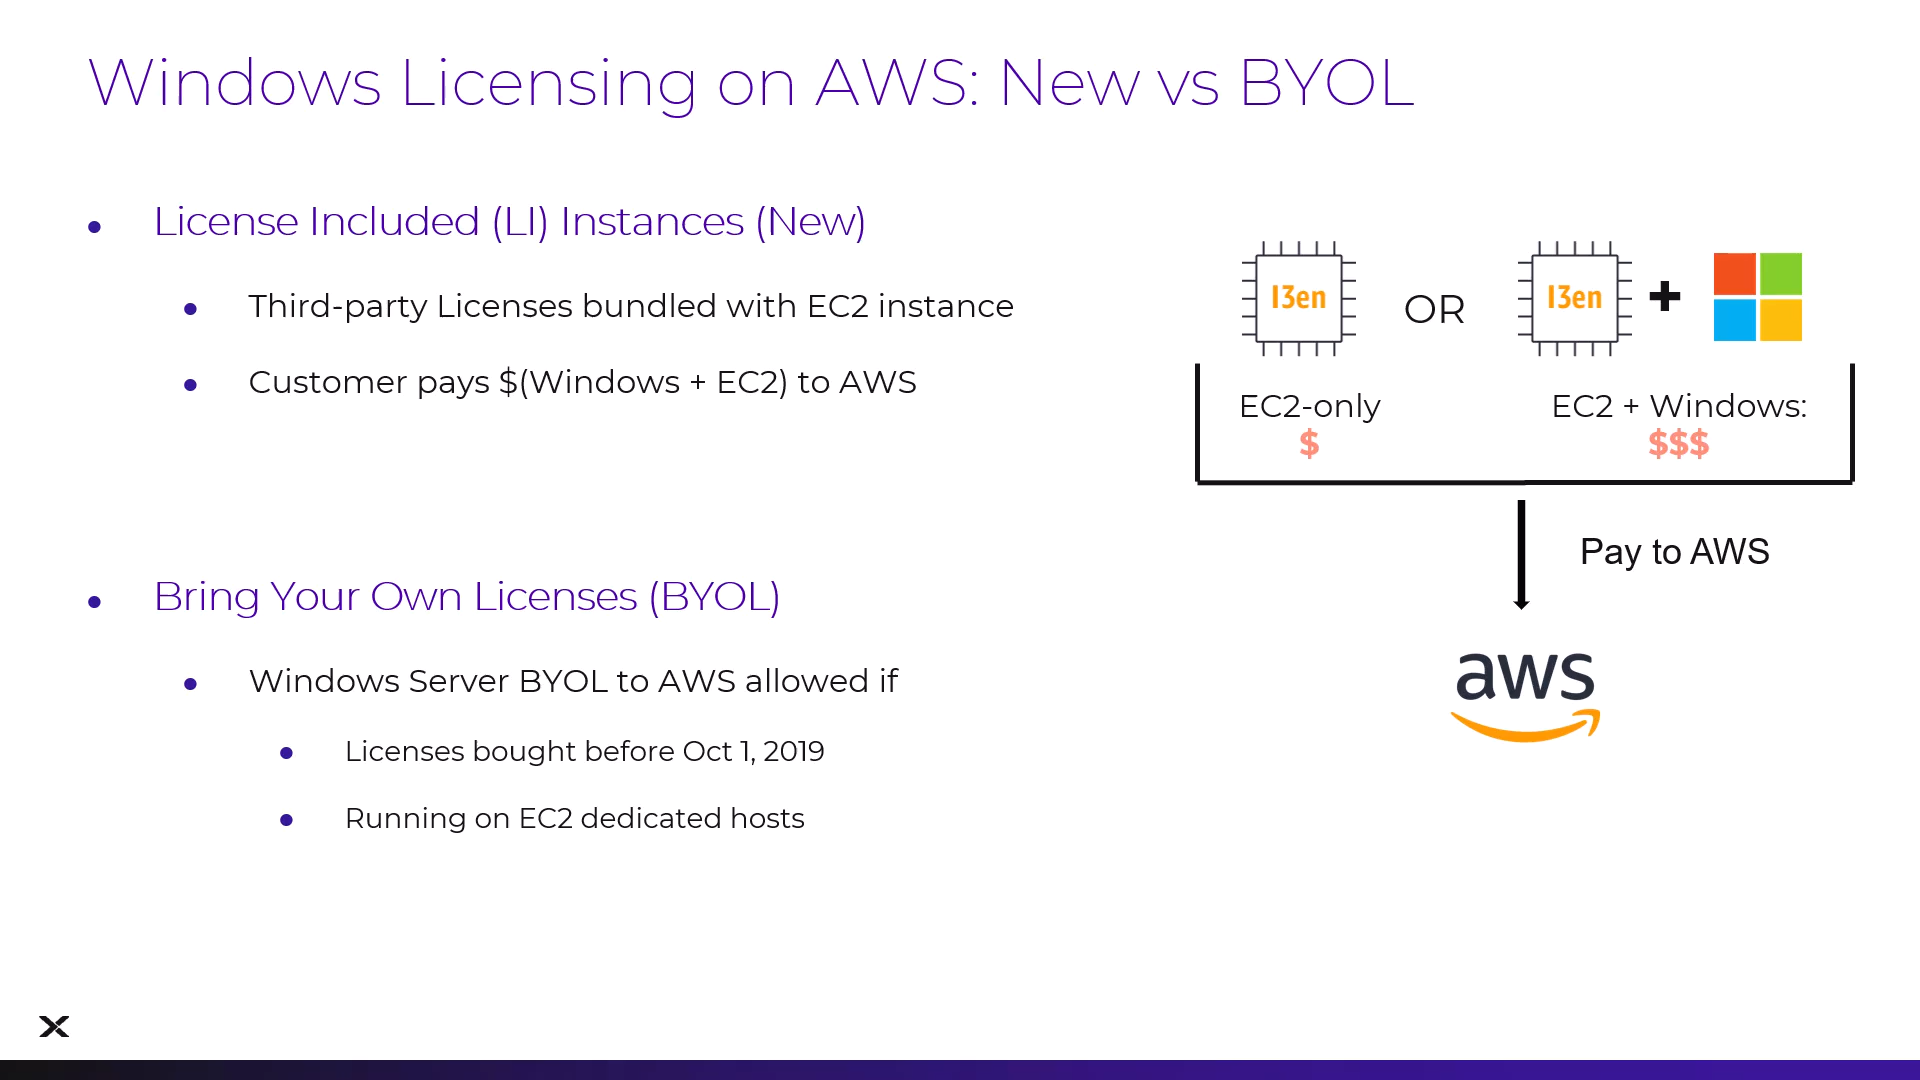 Windows Licensing on AWS: New vs BYOL
License Included (LI) Instances (New)
Third-party Licenses bundled with EC2 instance
Customer pays $(Windows + EC2) to AWS
Bring Your Own Licenses (BYOL)
Windows Server BYOL to AWS allowed if
Licenses bought before Oct 1, 2019
Running on EC2 dedicated hosts
I3en OR I3en +
EC2-only
$
EC2 + Windows:
$$$
Pay to AWS
aws